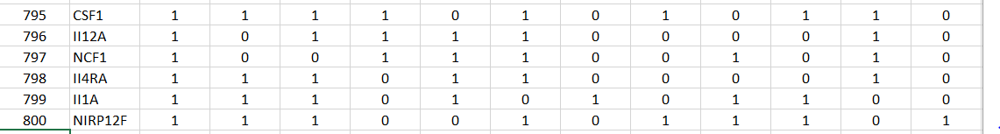 795 CSF1 1 1 1 1 0 1 0 1 0 1 1 0
796 II12A 1 0 1 1 1 1 0 0 0 0 1 0
797 NCF1 1 0 0 1 1 1 0 0 1 0 1 0
798 II4RA 1 1 1 0 1 1 0 0 0 0 1 0
799 II1A 1 1 1 0 1 0 1 0 1 1 0 0
800 NIRP12F 1 1 1 0 0 1 0 1 1 1 0 1